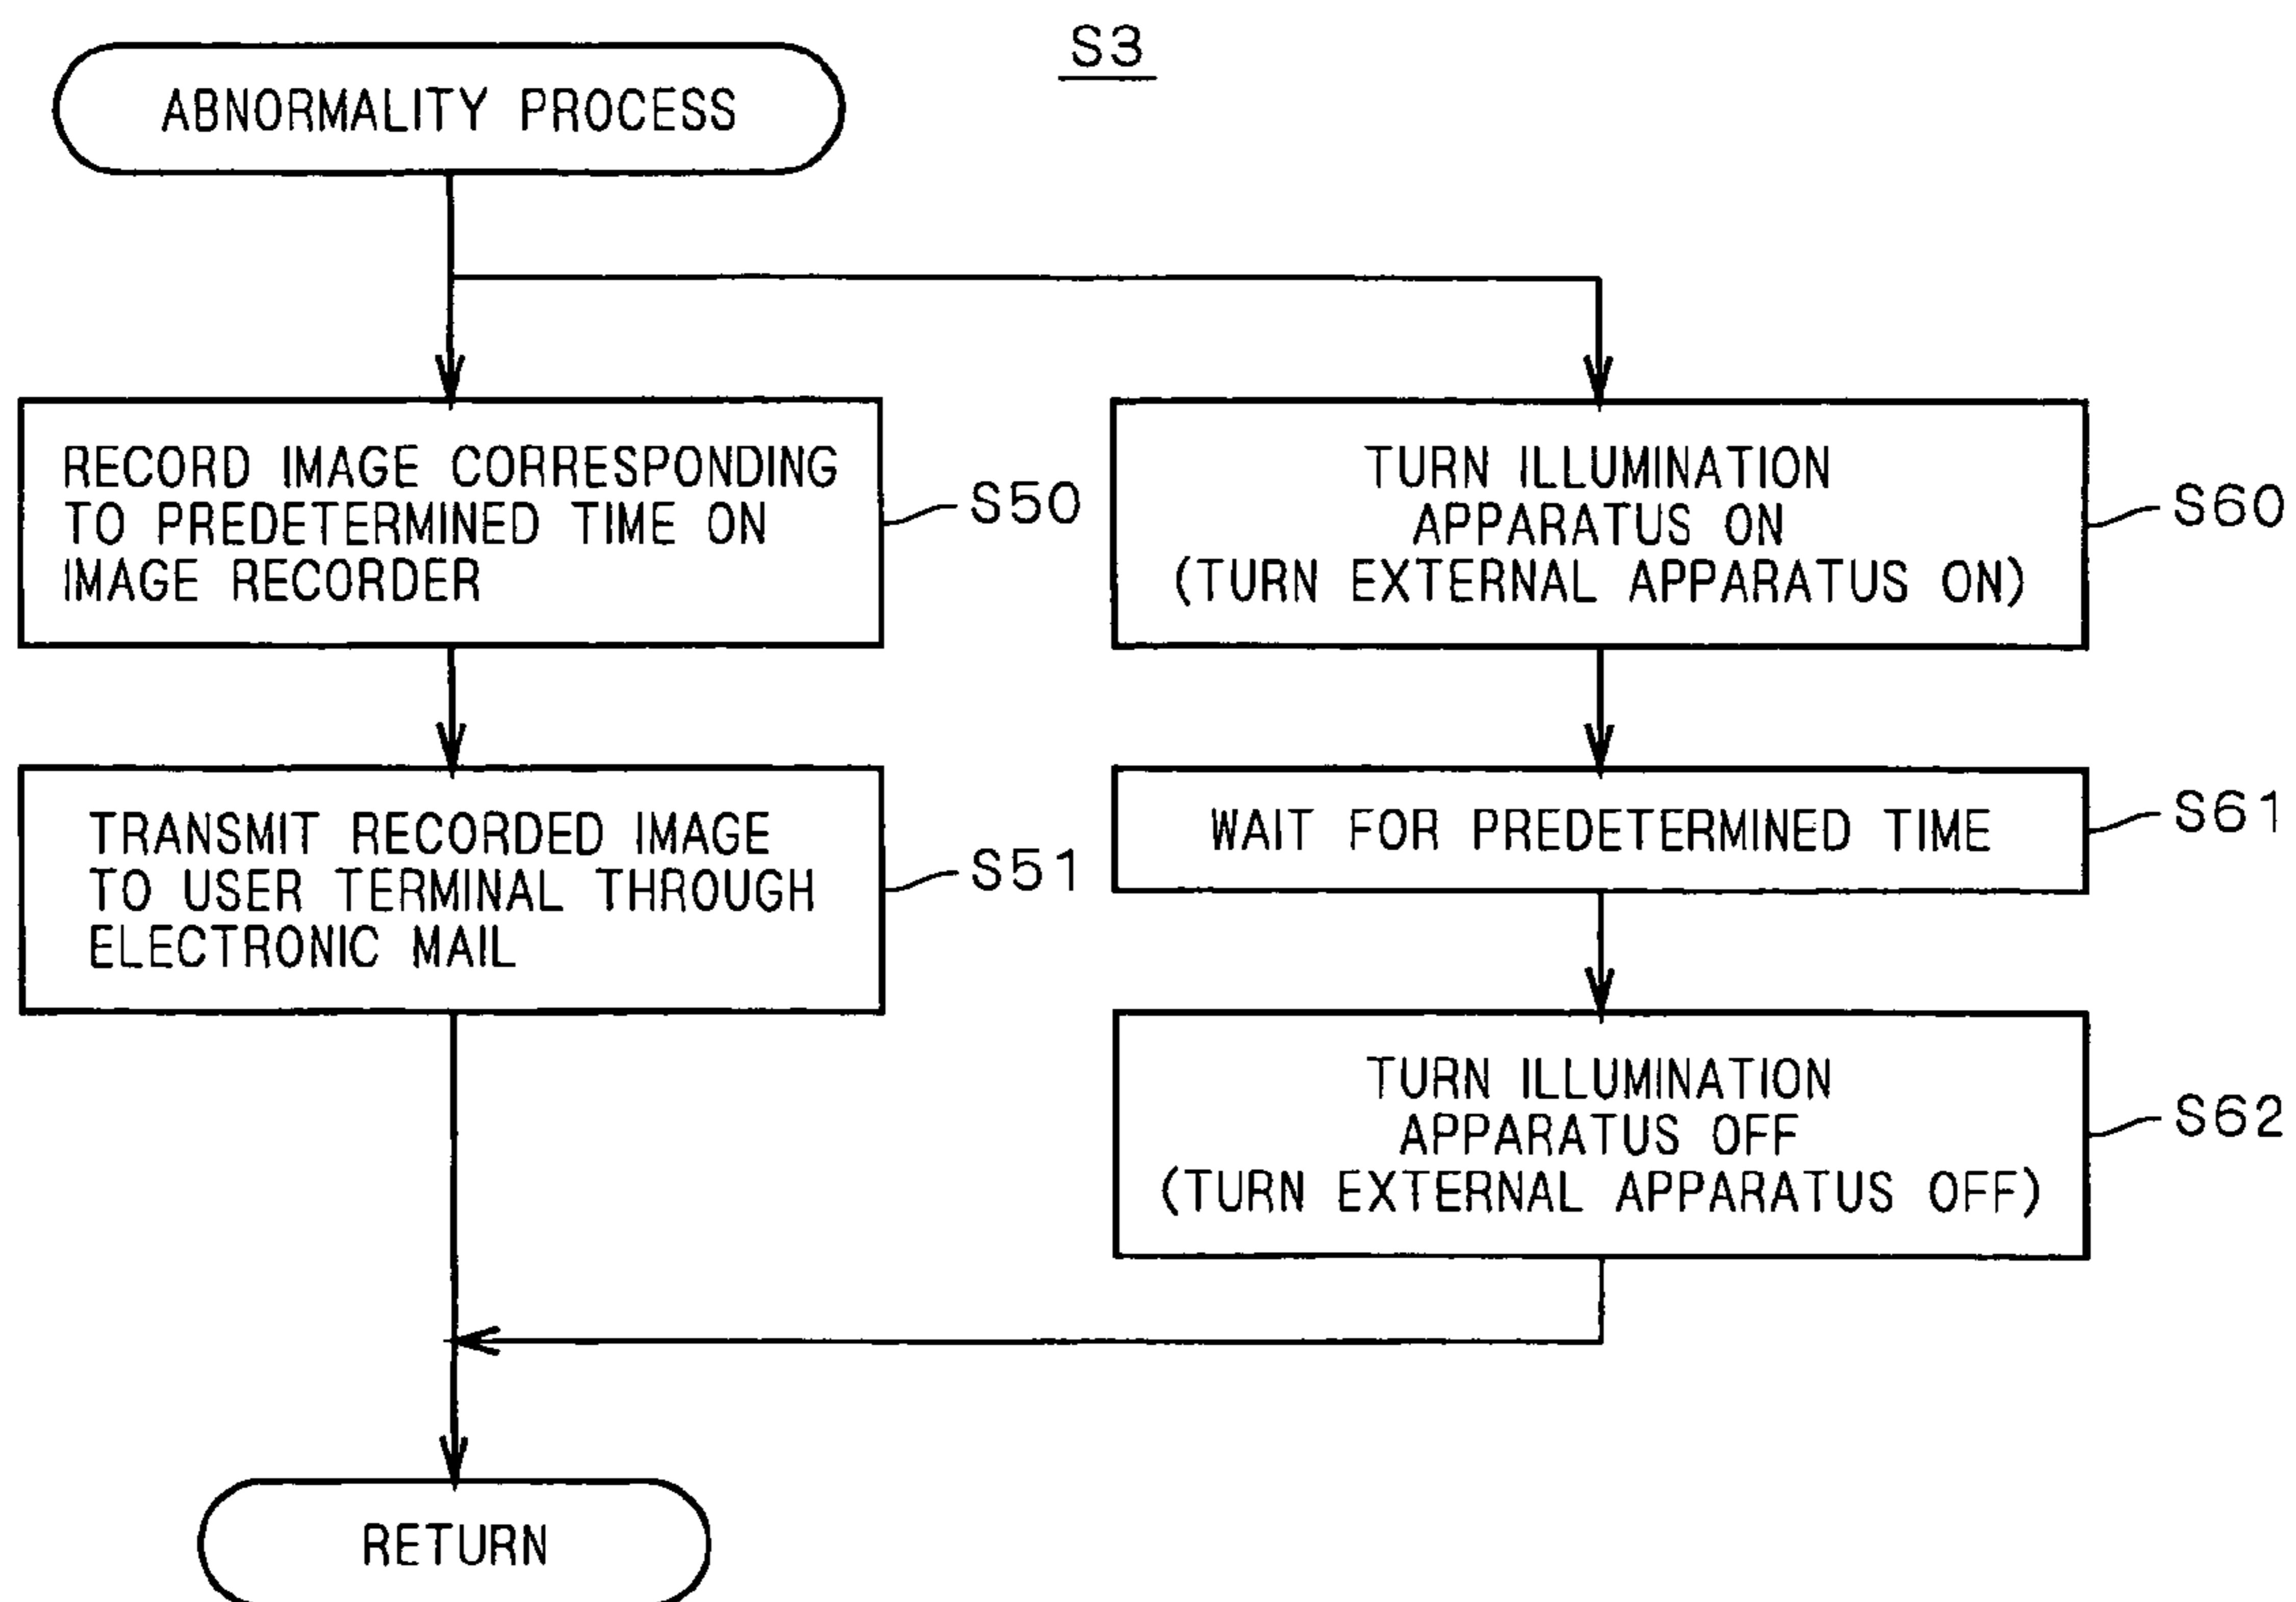 S3
ABNORMALITY PROCESS
RECORD IMAGE CORRESPONDING
TO PREDETERMINED TIME ON
IMAGE RECORDER
S50
TURN ILLUMINATION
APPARATUS ON
(TURN EXTERNAL APPARATUS ON)
S60
TRANSMIT RECORDED IMAGE
TO USER TERMINAL THROUGH
ELECTRONIC MAIL
S51
WAIT FOR PREDETERMINED TIME
S61
TURN ILLUMINATION
APPARATUS OFF
(TURN EXTERNAL APPARATUS OFF)
S62
RETURN